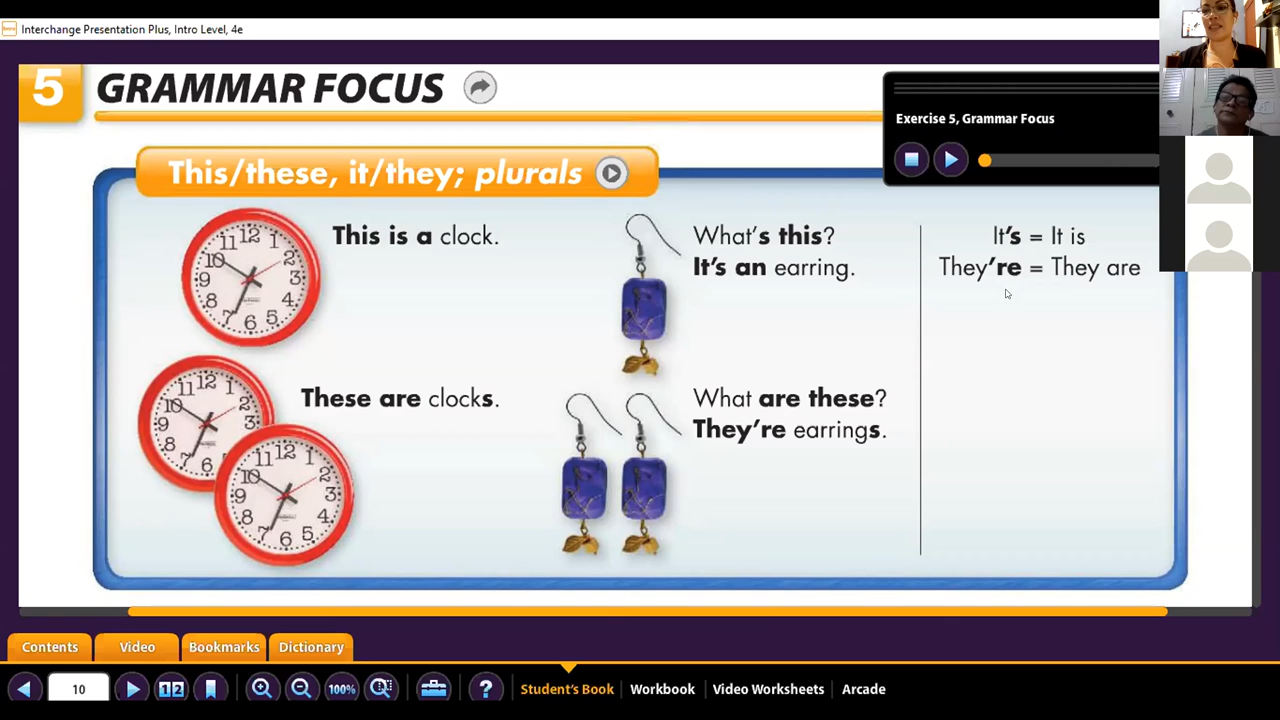 Interchange Presentation Plus, Intro Level, 4e
5 GRAMMAR FOCUS
Exercise 5, Grammar Focus
This/these, it/they; plurals
This is a clock.
What's this?
It's an earring.
It's = It is
They're = They are
These are clocks.
What are these?
They're earrings.
Contents
Video
Bookmarks
Dictionary
10
12
100%
?
Student's Book
Workbook
Video Worksheets
Arcade